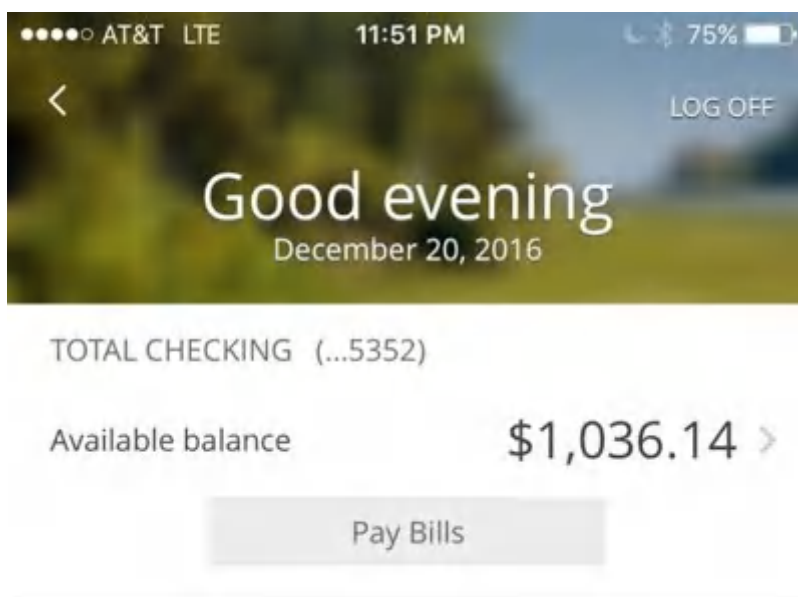 AT&T LTE 11:51 PM 75%
LOG OFF
Good evening
December 20, 2016
TOTAL CHECKING (...5352)
Available balance $1,036.14
Pay Bills